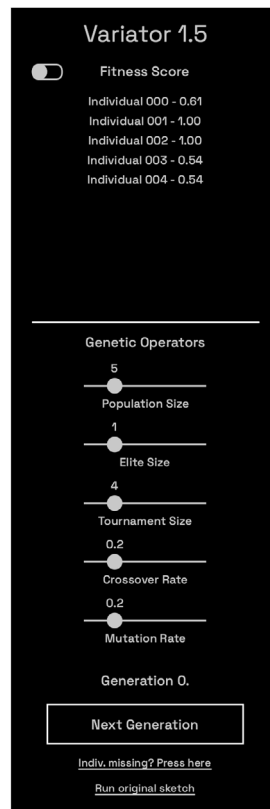 Variator 1.5
Fitness Score
Individual 000 - 0.61
Individual 001 - 1.00
Individual 002 - 1.00
Individual 003 - 0.54
Individual 004 - 0.54
Genetic Operators
5
Population Size
1
Elite Size
4
Tournament Size
0.2
Crossover Rate
0.2
Mutation Rate
Generation 0.
Next Generation
Indiv. missing? Press here
Run original sketch